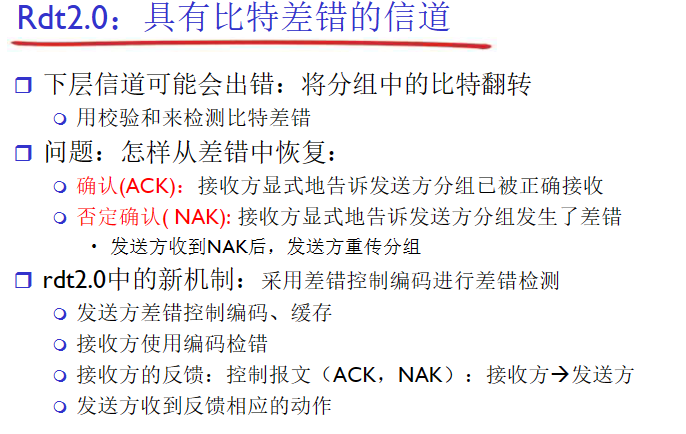 Rdt2.0：具有比特差错的信道
下层信道可能会出错：将分组中的比特翻转
用校验和来检测比特差错
问题：怎样从差错中恢复：
确认(ACK)：接收方显式地告诉发送方分组已被正确接收
否定确认( NAK): 接收方显式地告诉发送方分组发生了差错
• 发送方收到NAK后，发送方重传分组
rdt2.0中的新机制：采用差错控制编码进行差错检测
发送方差错控制编码、缓存
接收方使用编码检错
接收方的反馈：控制报文（ACK，NAK）：接收方→发送方
发送方收到反馈相应的动作